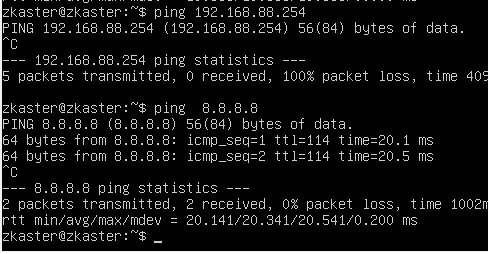 zkaster@zkaster:~$ ping 192.168.88.254
PING 192.168.88.254 (192.168.88.254) 56(84) bytes of data.
^C
--- 192.168.88.254 ping statistics ---
5 packets transmitted, 0 received, 100% packet loss, time 409
zkaster@zkaster:~$ ping  8.8.8.8
PING 8.8.8.8 (8.8.8.8) 56(84) bytes of data.
64 bytes from 8.8.8.8: icmp_seq=1 ttl=114 time=20.1 ms
64 bytes from 8.8.8.8: icmp_seq=2 ttl=114 time=20.5 ms
^C
--- 8.8.8.8 ping statistics ---
2 packets transmitted, 2 received, 0% packet loss, time 1002m
rtt min/avg/max/mdev = 20.141/20.341/20.541/0.200 ms
zkaster@zkaster:~$ _